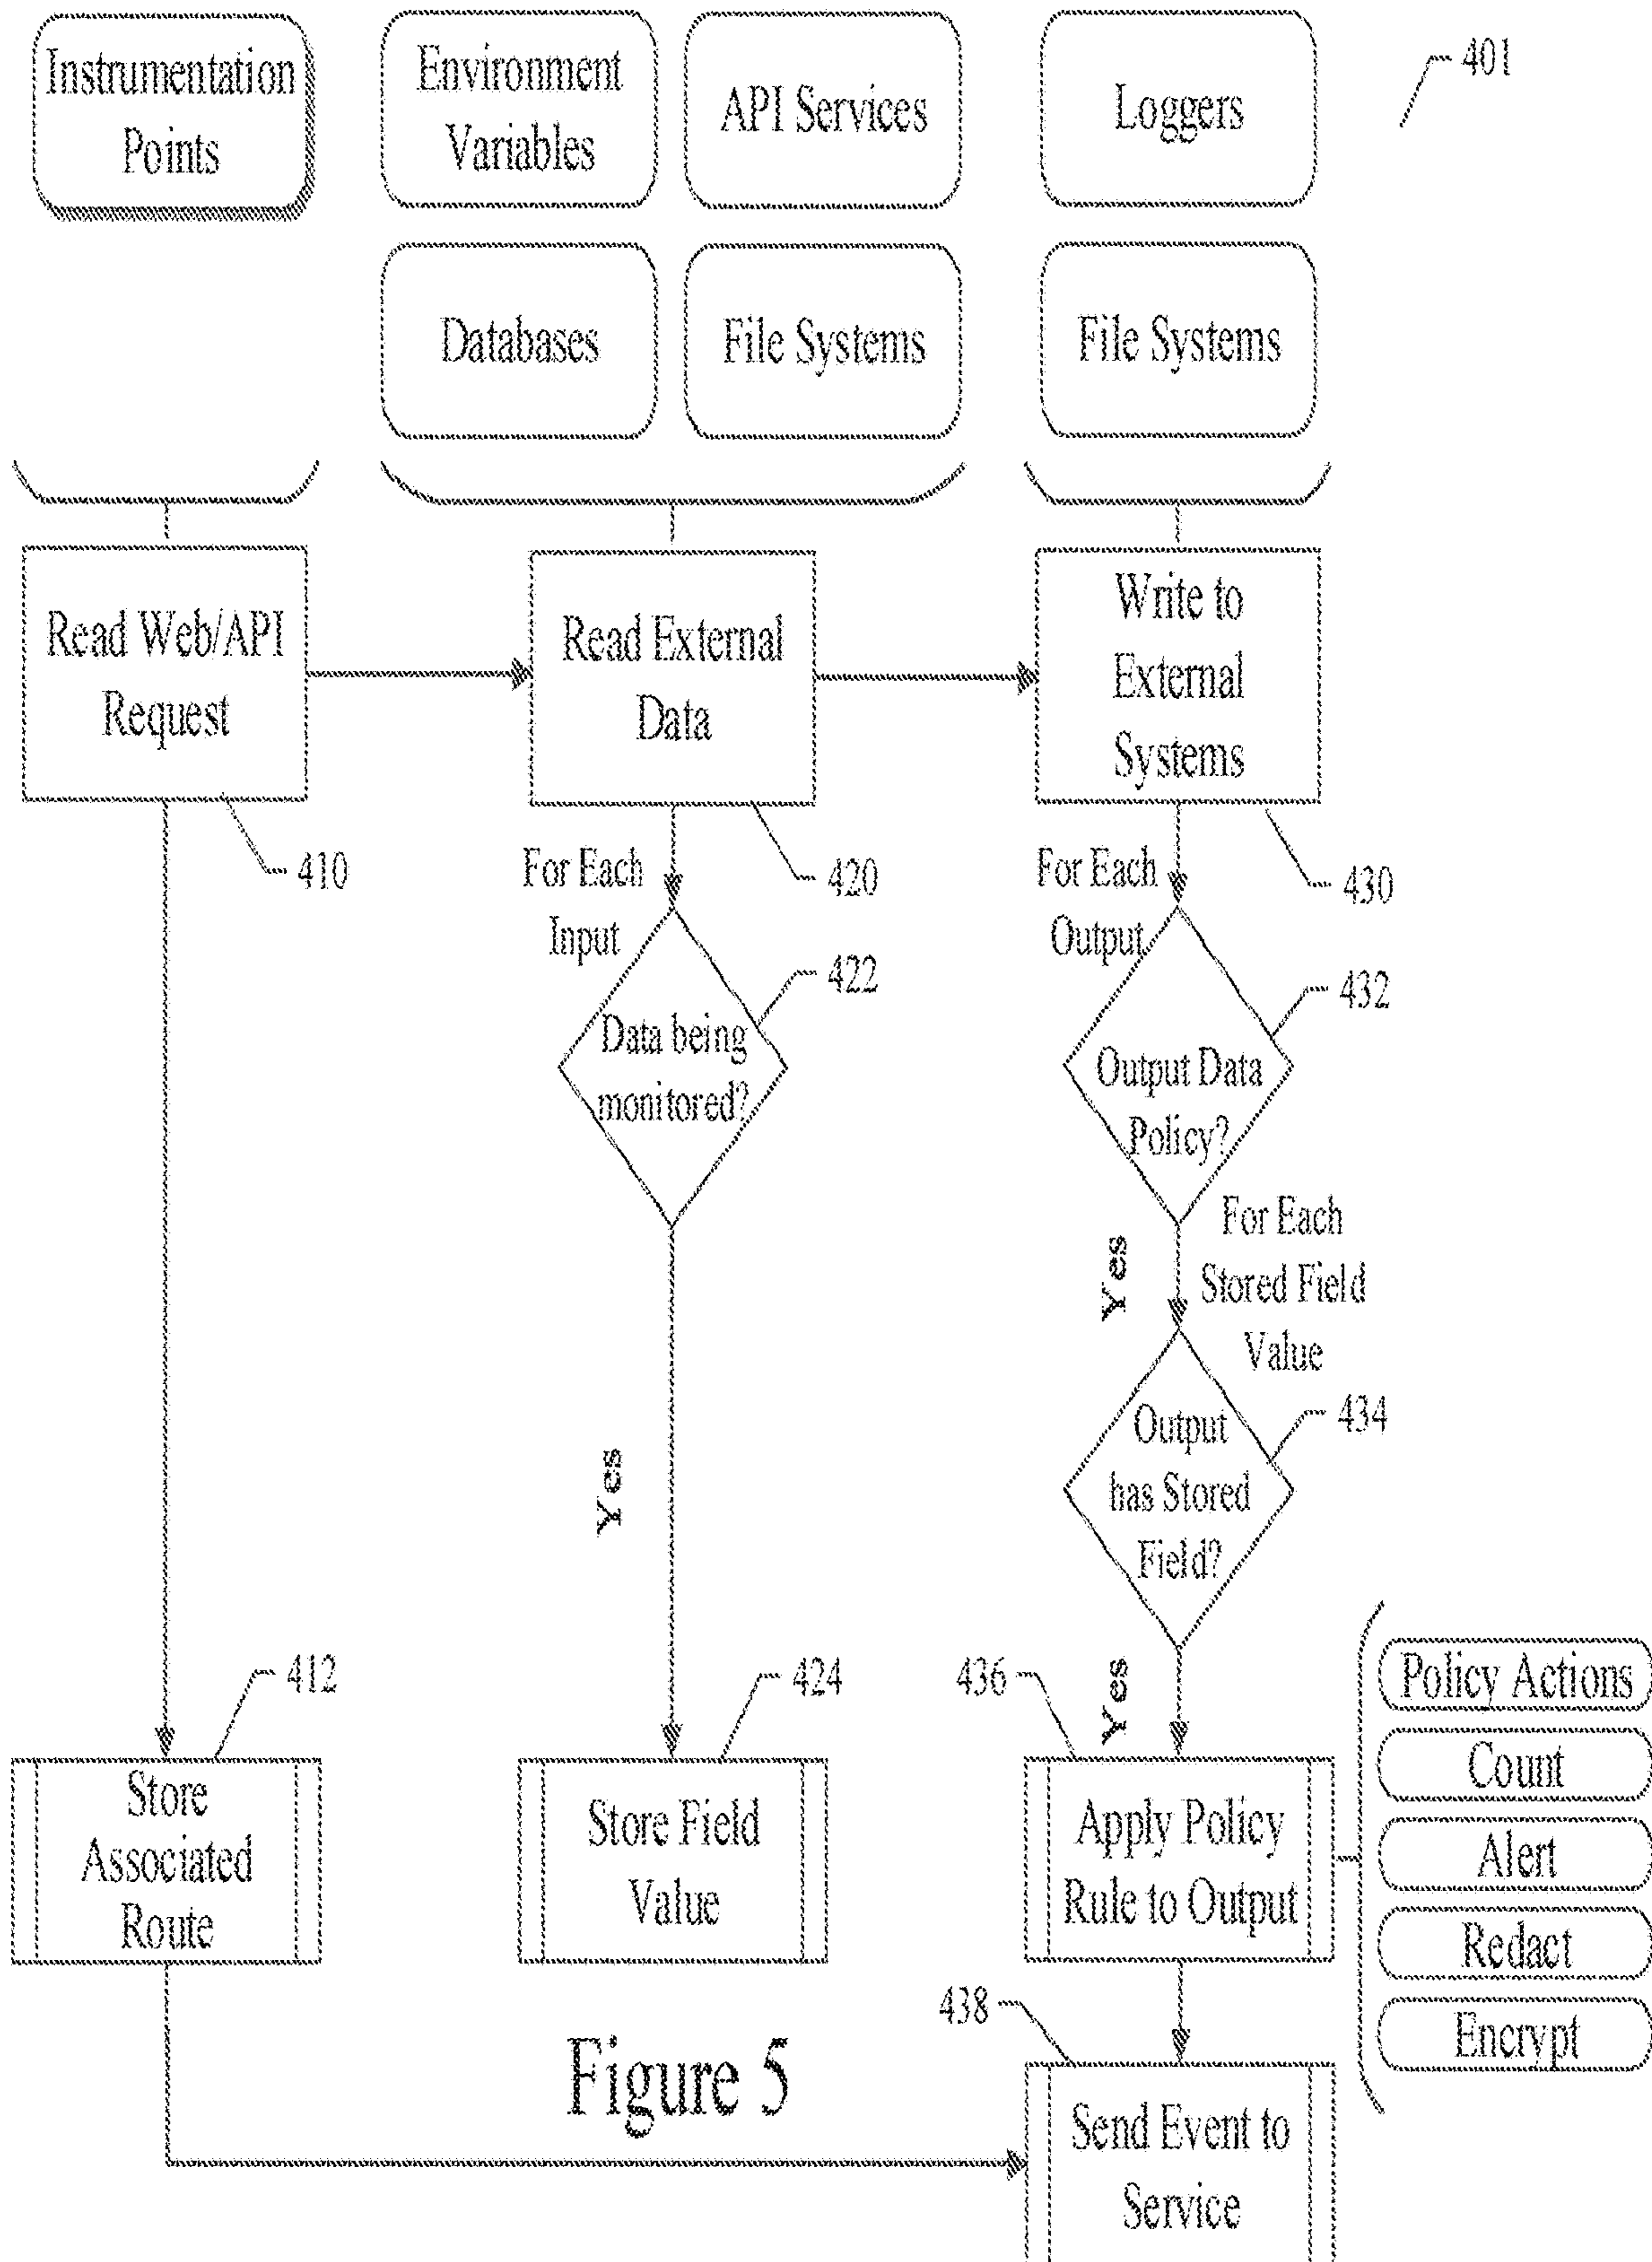 Instrumentation
Points
Environment
Variables
API Services
Loggers
401
Databases
File Systems
File Systems
Read Web/API
Request
Read External
Data
Write to
External
Systems
410
For Each
Input
420
For Each
Output
430
422
432
Data being
monitored?
Output Data
Policy?
Yes
For Each
Stored Field
Value
Yes
Output
has Stored
Field?
434
412
424
436
Yes
Policy Actions
Count
Alert
Redact
Encrypt
Store
Associated
Route
Store Field
Value
Apply Policy
Rule to Output
438
Figure 5
Send Event to
Service